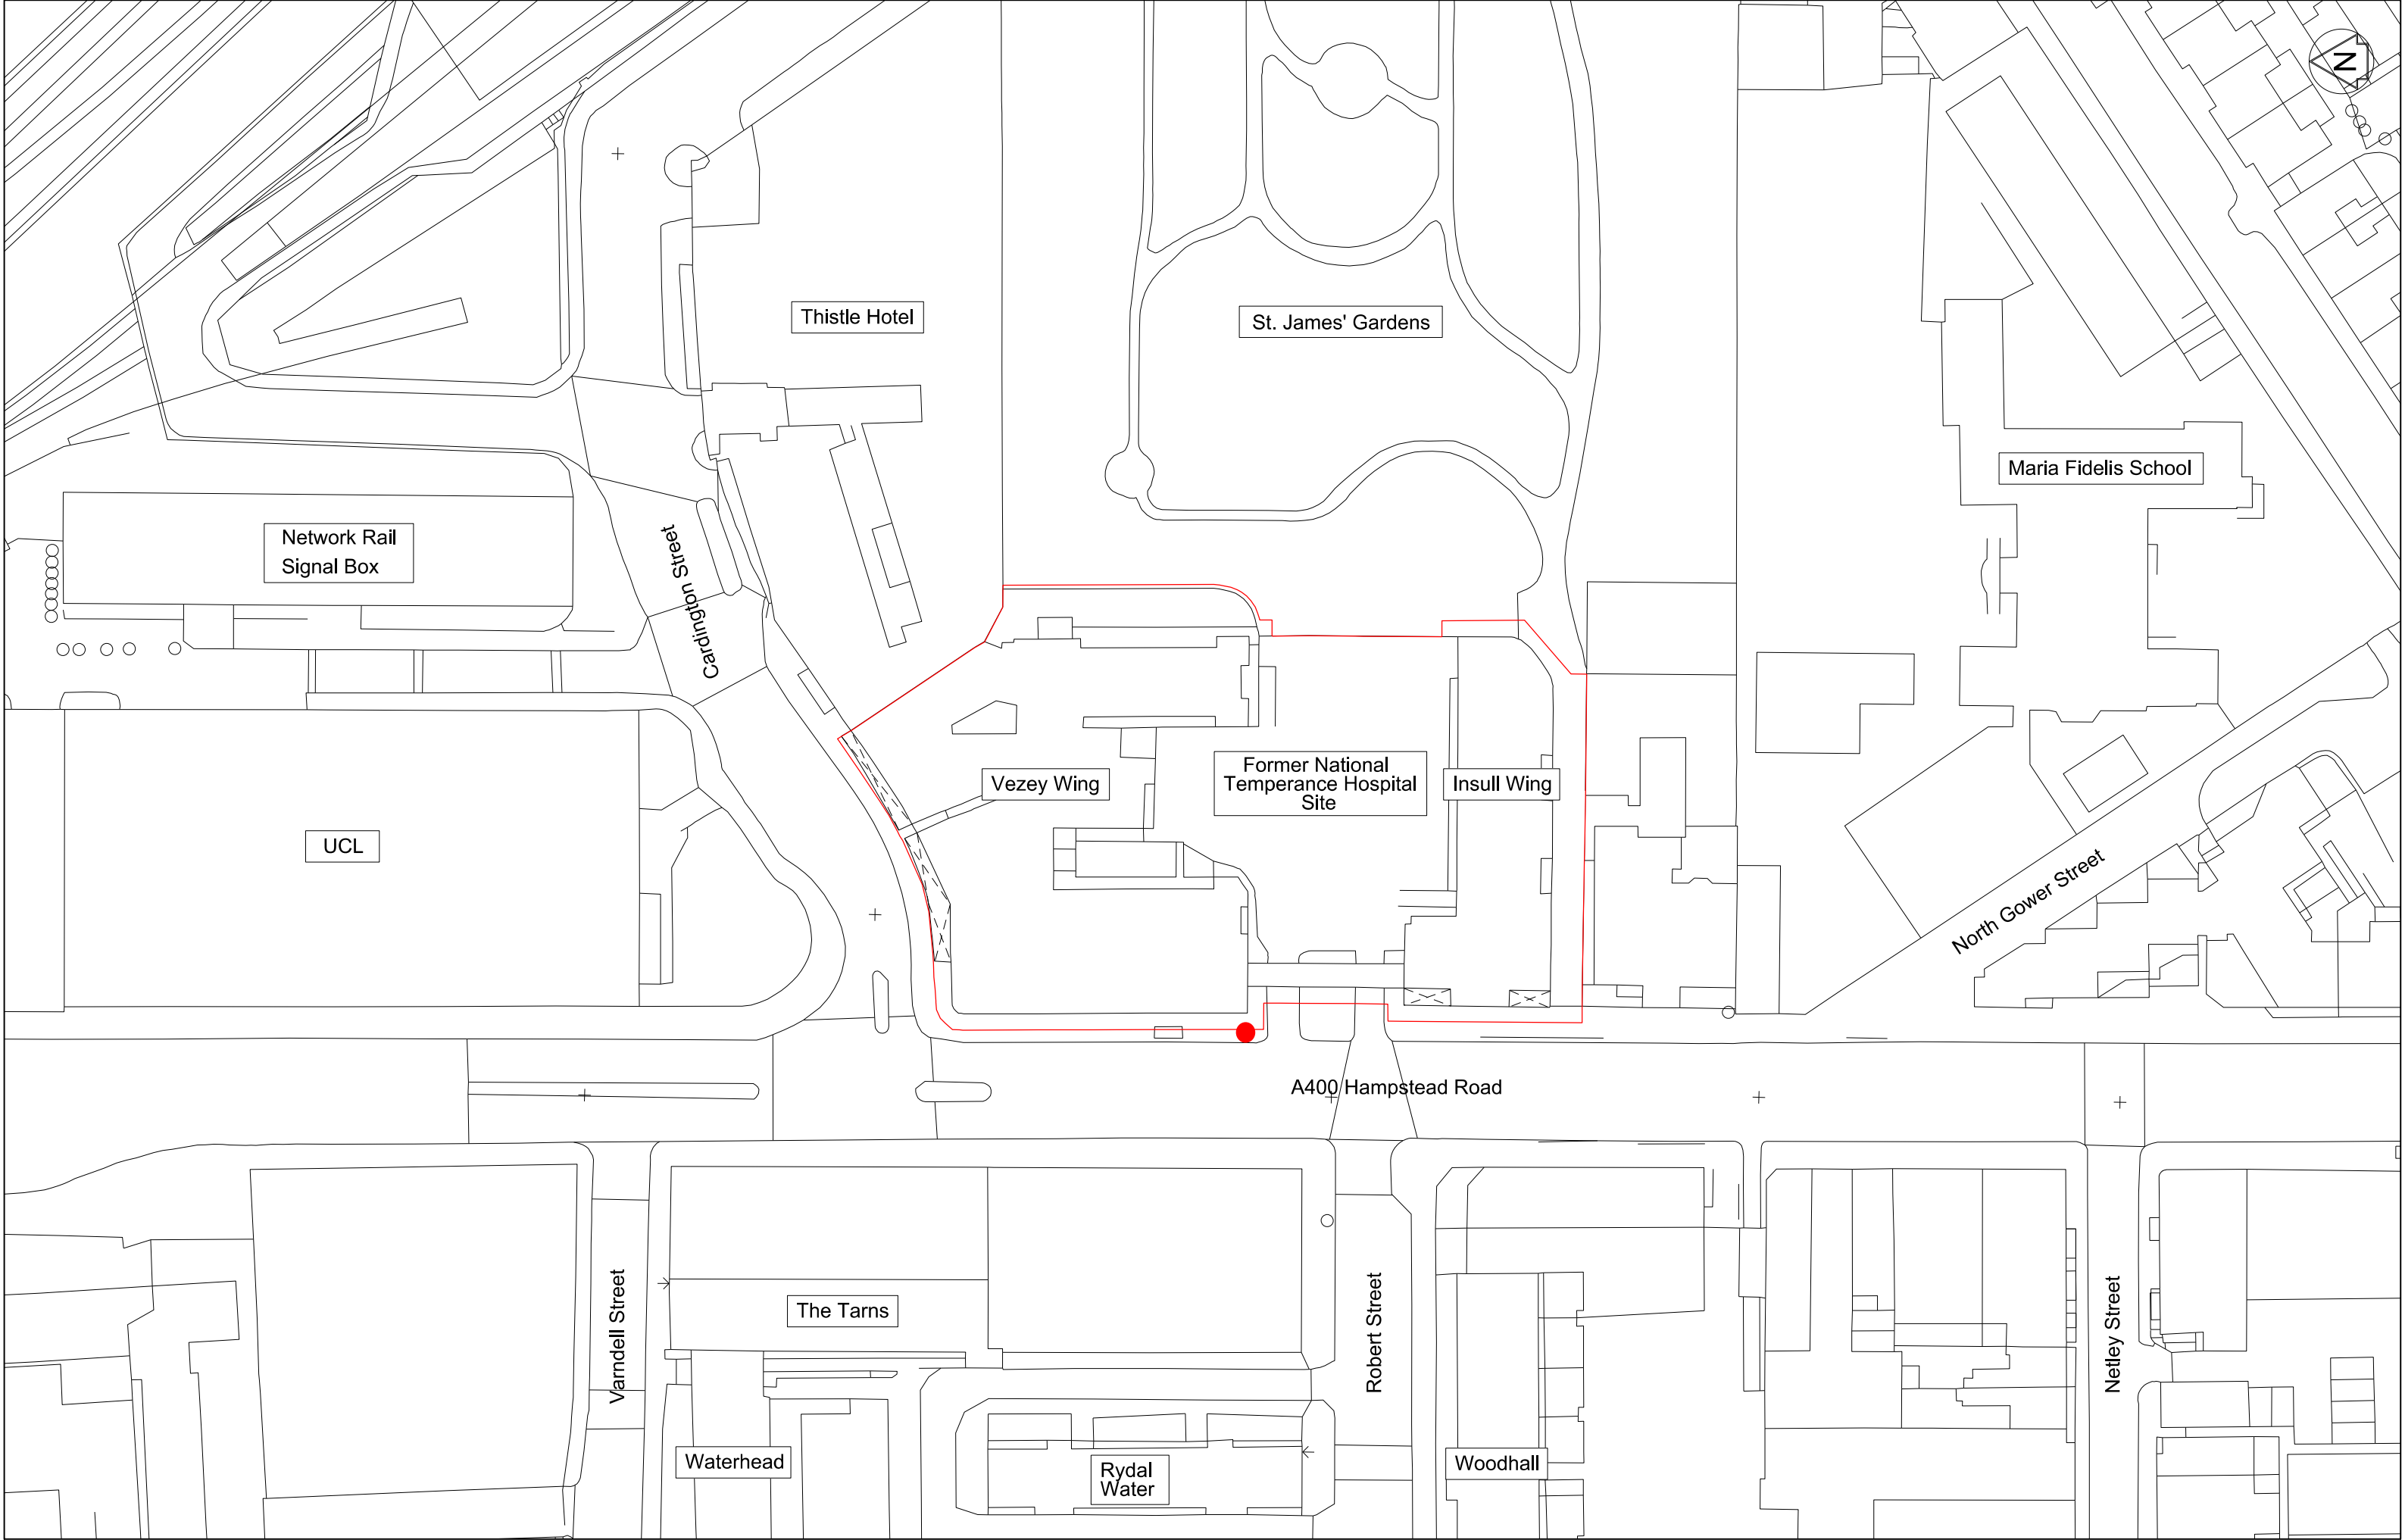 N
Thistle Hotel
St. James' Gardens
Maria Fidelis School
Network Rail
Signal Box
Cardington Street
Vezey Wing
Former National
Temperance Hospital
Site
Insull Wing
UCL
North Gower Street
A400 Hampstead Road
Varndell Street
The Tarns
Robert Street
Netley Street
Waterhead
Rydal
Water
Woodhall